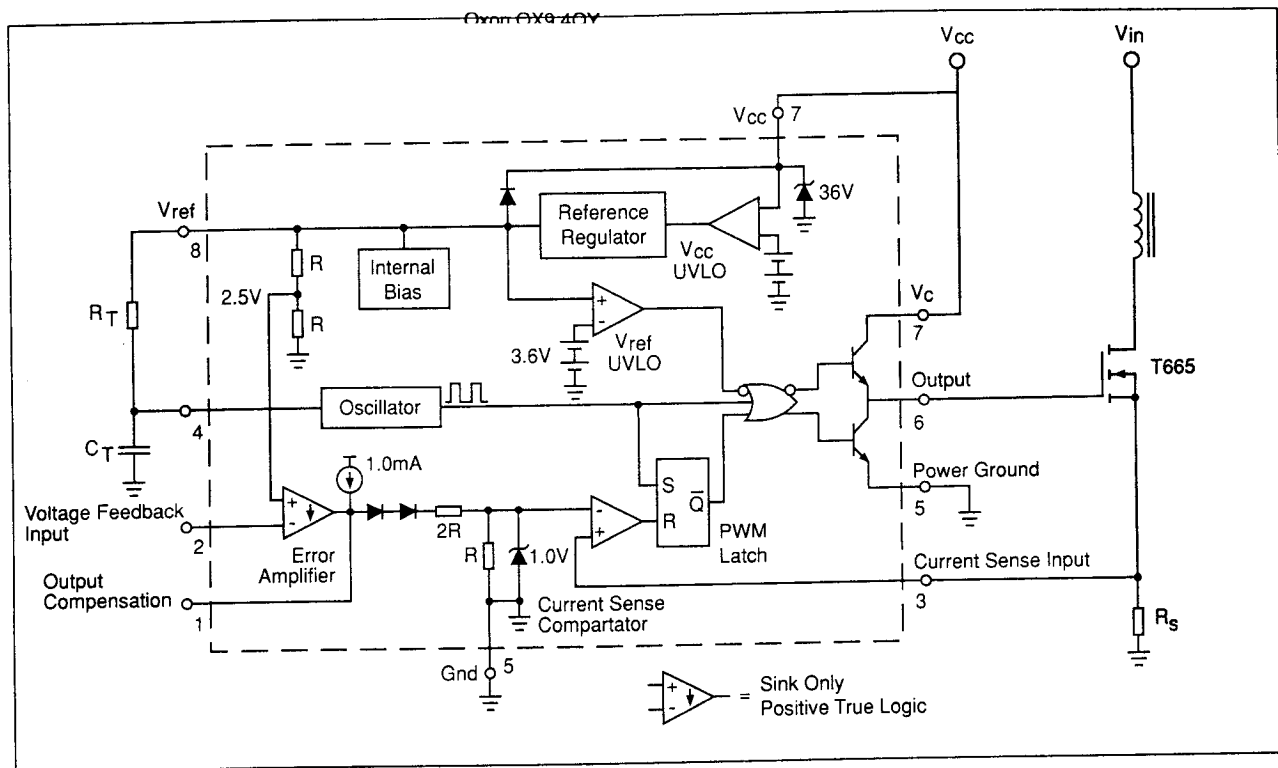 Vcc
Vin
Vcc 7
36V
Vref
8
Reference
Regulator
Vcc
UVLO
Internal
Bias
R
2.5V
R
RT
3.6V
+
-
Vref
UVLO
Vc
7
T665
Output
6
Oscillator
4
CT
1.0mA
S
Q
R
PWM
Latch
Power Ground
5
Voltage Feedback
Input
2
+
-
Error
Amplifier
2R
R
1.0V
-
+
Current Sense Input
3
Output
Compensation
1
Current Sense
Compartator
Rs
Gnd 5
+
-
= Sink Only
Positive True Logic